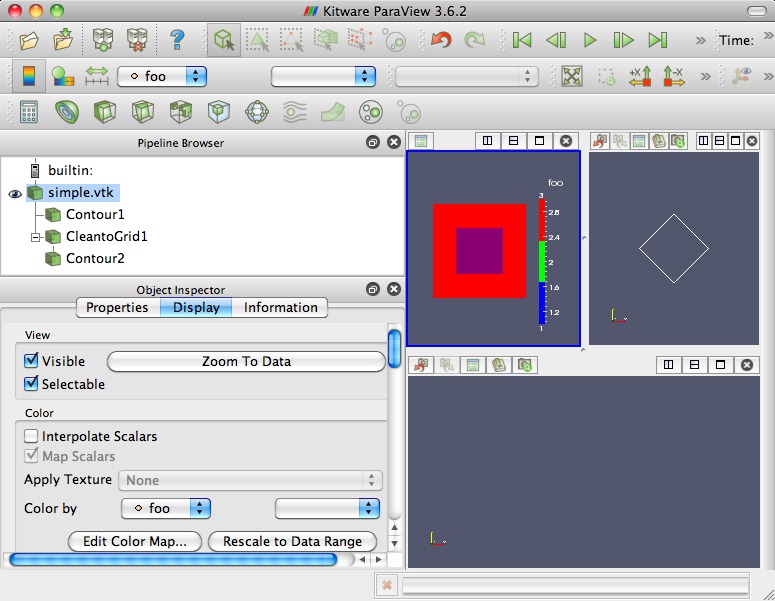 Kitware ParaView 3.6.2
?
» Time: »
foo
» »
Pipeline Browser
builtin:
simple.vtk
Contour1
CleantoGrid1
Contour2
foo
3
2.8
2.4
2
1.6
1.2
1
Object Inspector
Properties Display Information
View
Visible Zoom To Data
Selectable
Color
Interpolate Scalars
Map Scalars
Apply Texture None
Color by foo
Edit Color Map... Rescale to Data Range